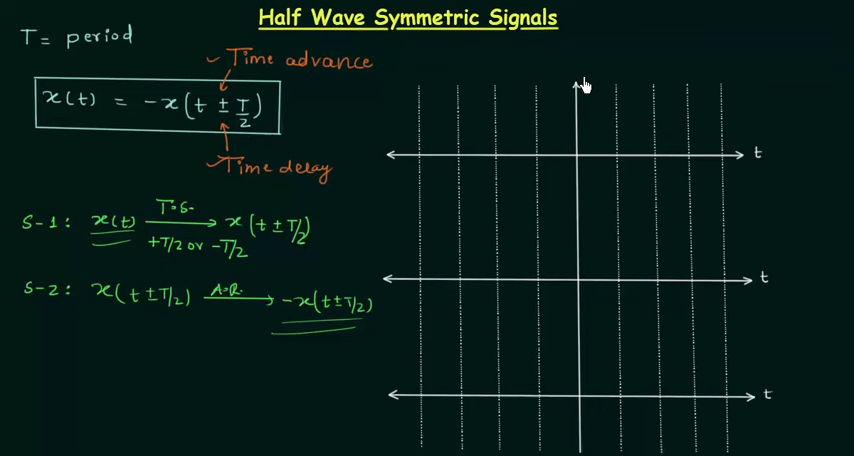 Half Wave Symmetric Signals
T = period
✓ Time advance
x(t) = -x(t ± T/2)
✓ Time delay
S-1: x(t) T.S. → x(t ± T/2)
+T/2 or -T/2
S-2: x(t ± T/2) A.R. → -x(t ± T/2)
t
t
t